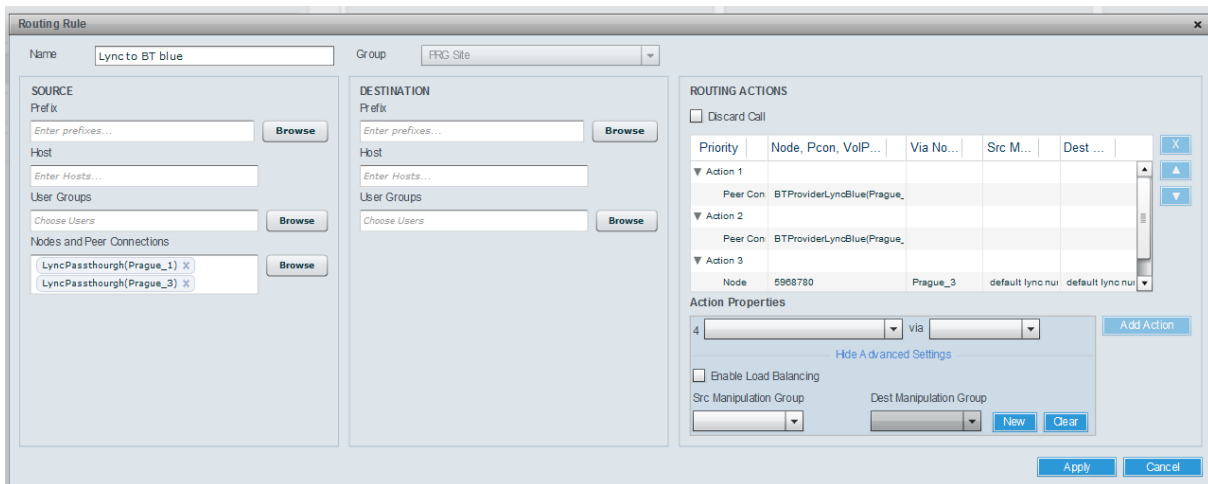 Routing Rule x
Name Lync to BT blue Group PRG Site
SOURCE
Prefix
Enter prefixes... Browse
Host
Enter Hosts...
User Groups
Choose Users Browse
Nodes and Peer Connections
LyncPassthourgh(Prague_1) X Browse
LyncPassthourgh(Prague_3) X
DESTINATION
Prefix
Enter prefixes... Browse
Host
Enter Hosts...
User Groups
Choose Users Browse
ROUTING ACTIONS
Discard Call
Priority Node, Pcon, VoIP... Via No... Src M... Dest ... X
Action 1
Peer Con BTProviderLyncBlue(Prague_
Action 2
Peer Con BTProviderLyncBlue(Prague_
Action 3
Node 5968780 Prague_3 default lync nu default lync nu
Action Properties
4 via Add Action
Hide Advanced Settings
Enable Load Balancing
Src Manipulation Group Dest Manipulation Group
New Clear
Apply Cancel